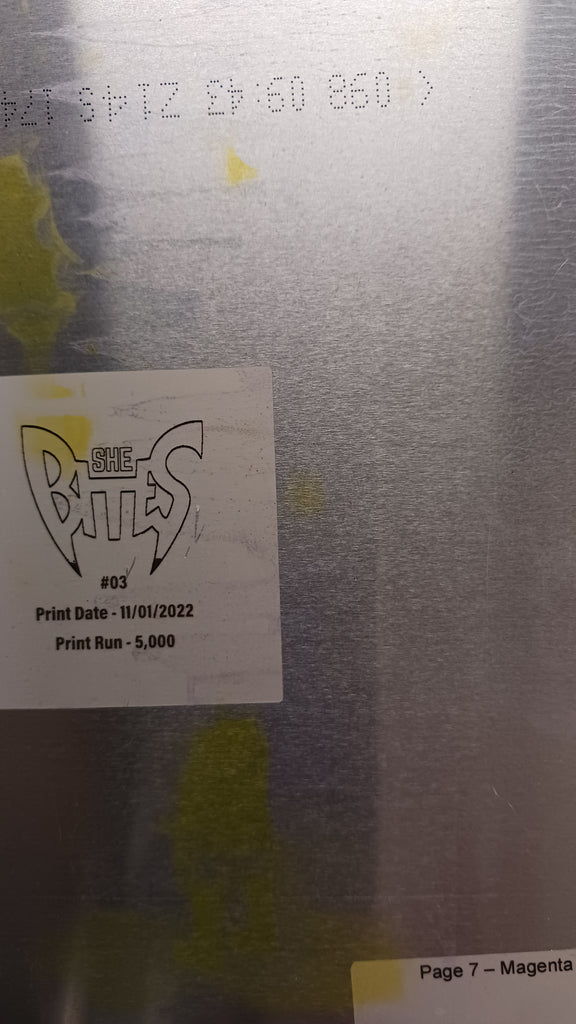 SHE
BITES
#03
Print Date - 11/01/2022
Print Run - 5,000
Page 7 – Magenta